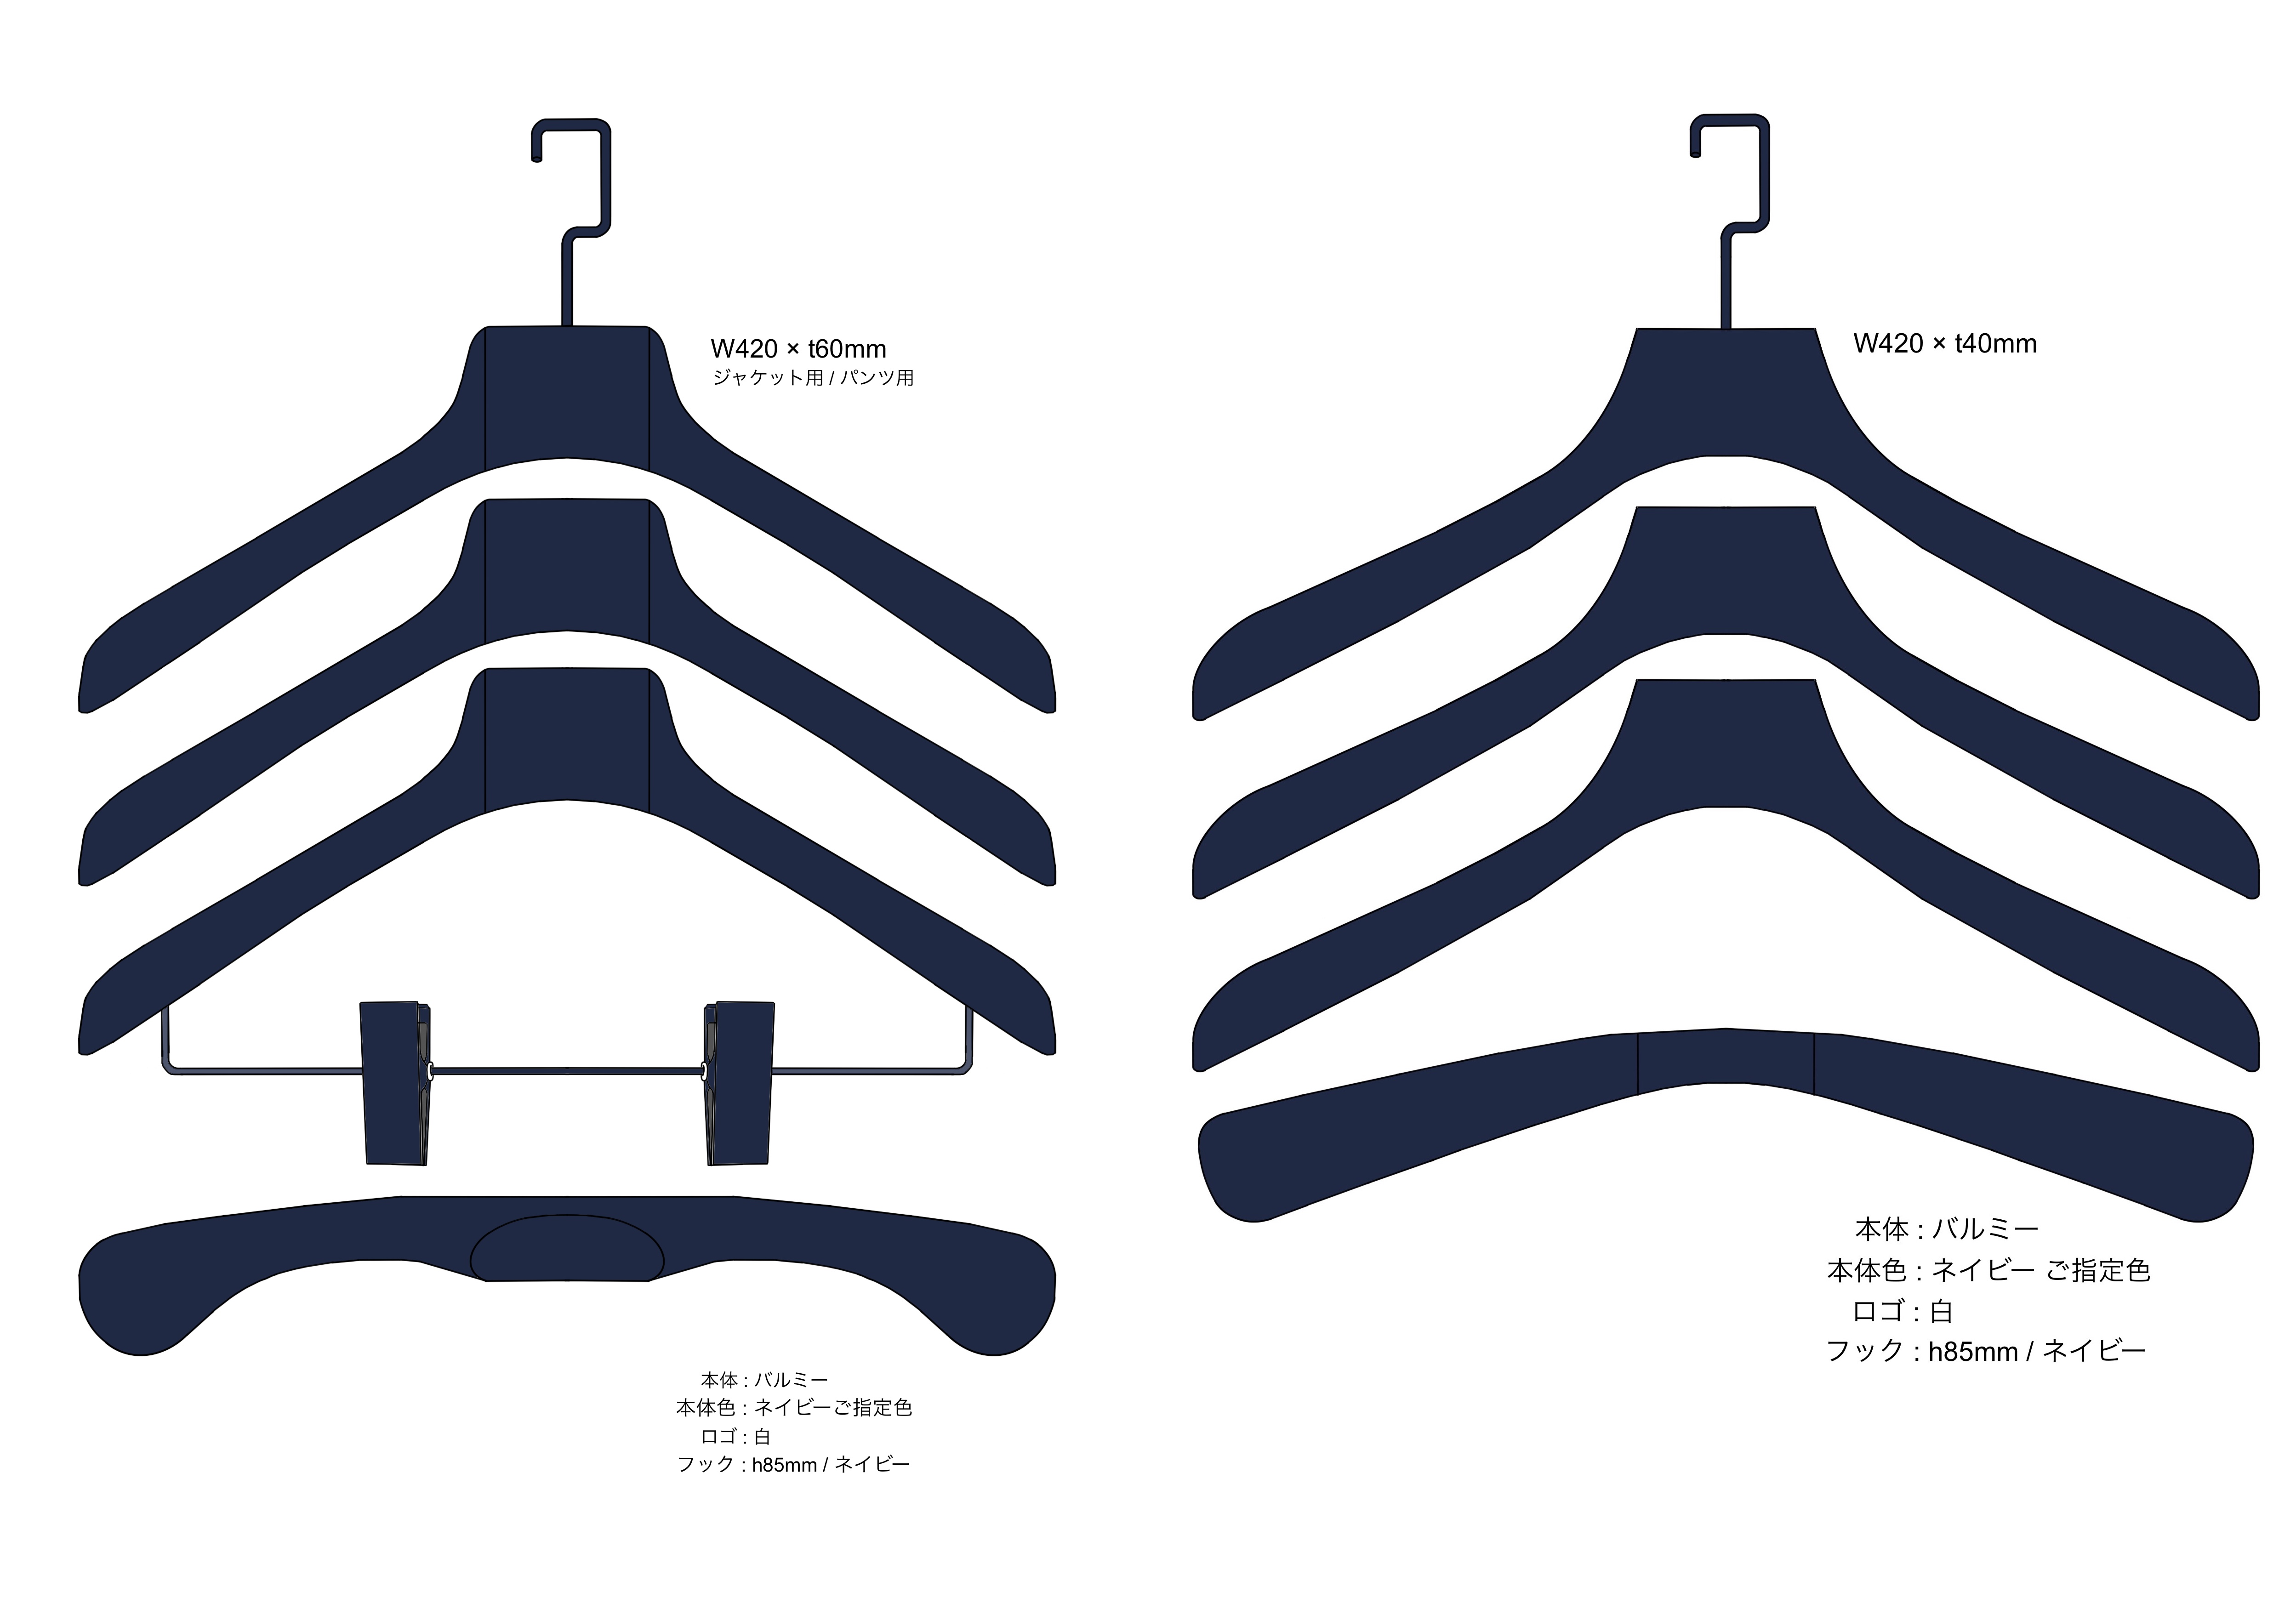 W420 × t60mm
ジャケット用 / パンツ用
本体 : バルミー
本体色 : ネイビーご指定色
ロゴ : 白
フック : h85mm / ネイビー
W420 × t40mm
本体 : バルミー
本体色 : ネイビー ご指定色
ロゴ : 白
フック : h85mm / ネイビー